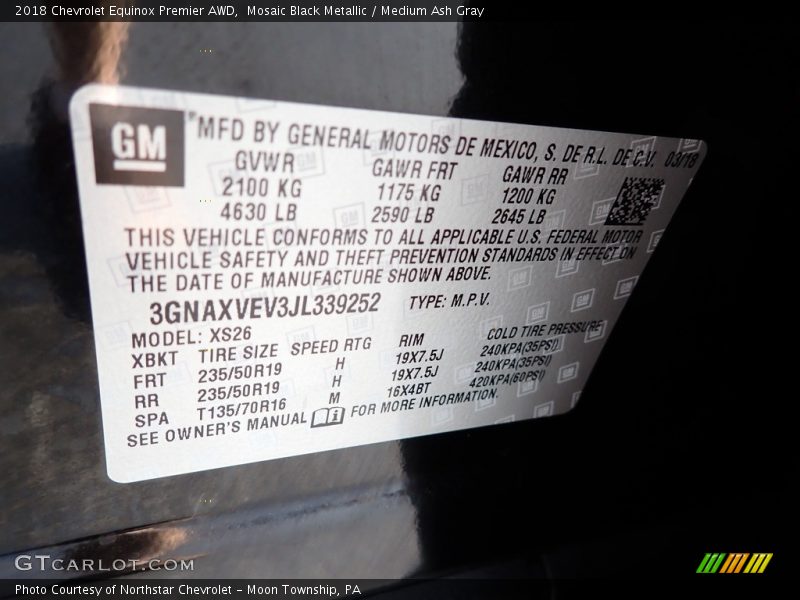 2018 Chevrolet Equinox Premier AWD,  Mosaic Black Metallic / Medium Ash Gray
GM
MFD BY GENERAL MOTORS DE MEXICO, S. DE R.L. DE C.V. 03/18
GVWR GAWR FRT GAWR RR
2100 KG 1175 KG 1200 KG
4630 LB 2590 LB 2645 LB
THIS VEHICLE CONFORMS TO ALL APPLICABLE U.S. FEDERAL MOTOR
VEHICLE SAFETY AND THEFT PREVENTION STANDARDS IN EFFECT ON
THE DATE OF MANUFACTURE SHOWN ABOVE.
3GNAXVEV3JL339252 TYPE: M.P.V.
MODEL: XS26
XBKT TIRE SIZE SPEED RTG RIM COLD TIRE PRESSURE
FRT 235/50R19 H 19X7.5J 240KPA(35PSI)
RR 235/50R19 H 19X7.5J 240KPA(35PSI)
SPA T135/70R16 M 16X4BT 420KPA(60PSI)
SEE OWNER'S MANUAL FOR MORE INFORMATION.
GTCARLOT.COM
Photo Courtesy of Northstar Chevrolet - Moon Township, PA